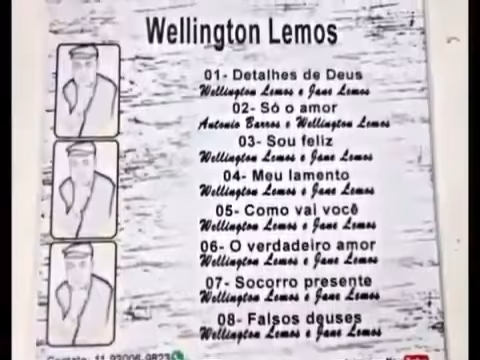 Wellington Lemos
01- Detalhes de Deus
Wellington Lemos e Jane Lemos
02- Só o amor
Antonio Barros e Wellington Lemos
03- Sou feliz
Wellington Lemos e Jane Lemos
04- Meu lamento
Wellington Lemos e Jane Lemos
05- Como vai você
Wellington Lemos e Jane Lemos
06- O verdadeiro amor
Wellington Lemos e Jane Lemos
07- Socorro presente
Wellington Lemos e Jane Lemos
08- Falsos deuses
Wellington Lemos e Jane Lemos